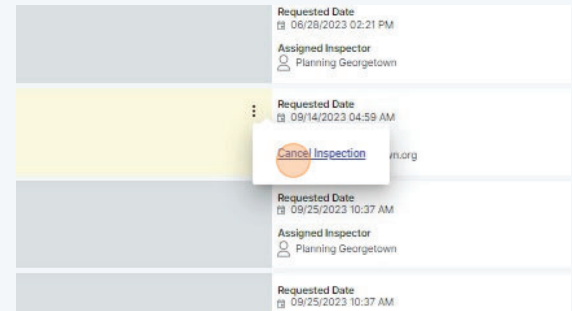 Requested Date
06/28/2023 02:21 PM
Assigned Inspector
Planning Georgetown
Requested Date
09/14/2023 04:59 AM
Cancel Inspection
vn.org
Requested Date
09/25/2023 10:37 AM
Assigned Inspector
Planning Georgetown
Requested Date
09/25/2023 10:37 AM